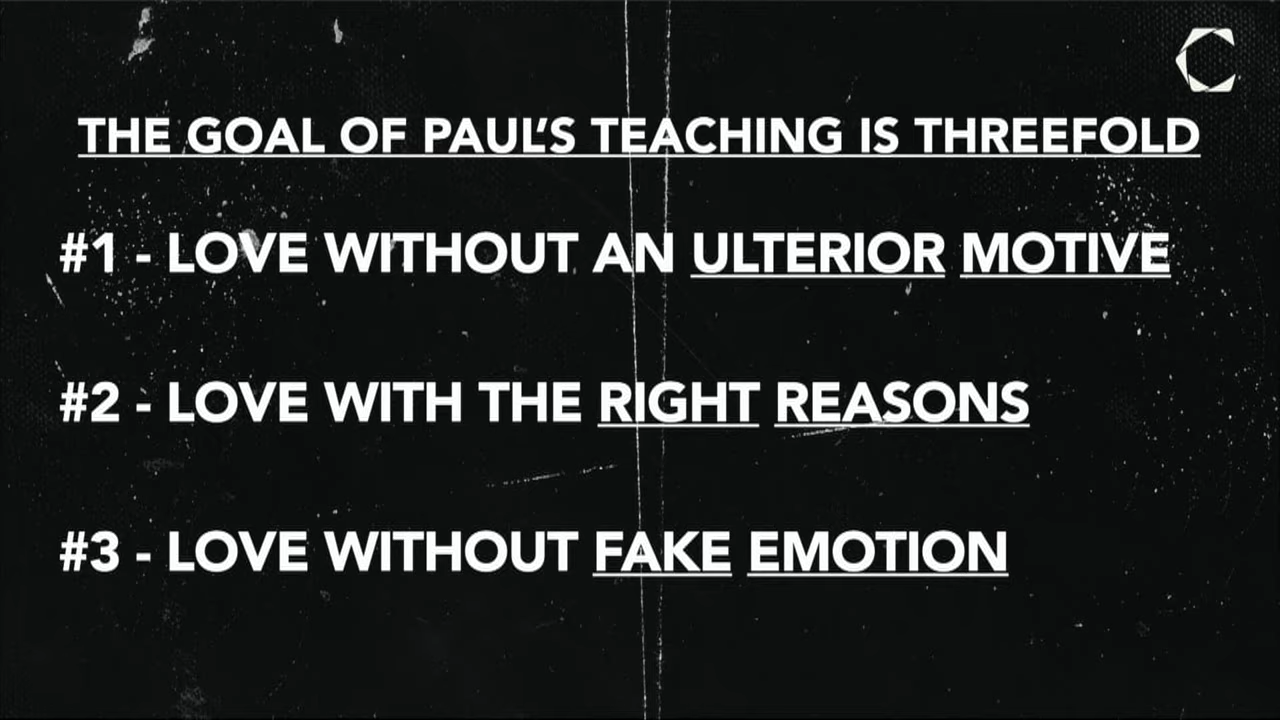 THE GOAL OF PAUL'S TEACHING IS THREEFOLD
#1 - LOVE WITHOUT AN ULTERIOR MOTIVE
#2 - LOVE WITH THE RIGHT REASONS
#3 - LOVE WITHOUT FAKE EMOTION